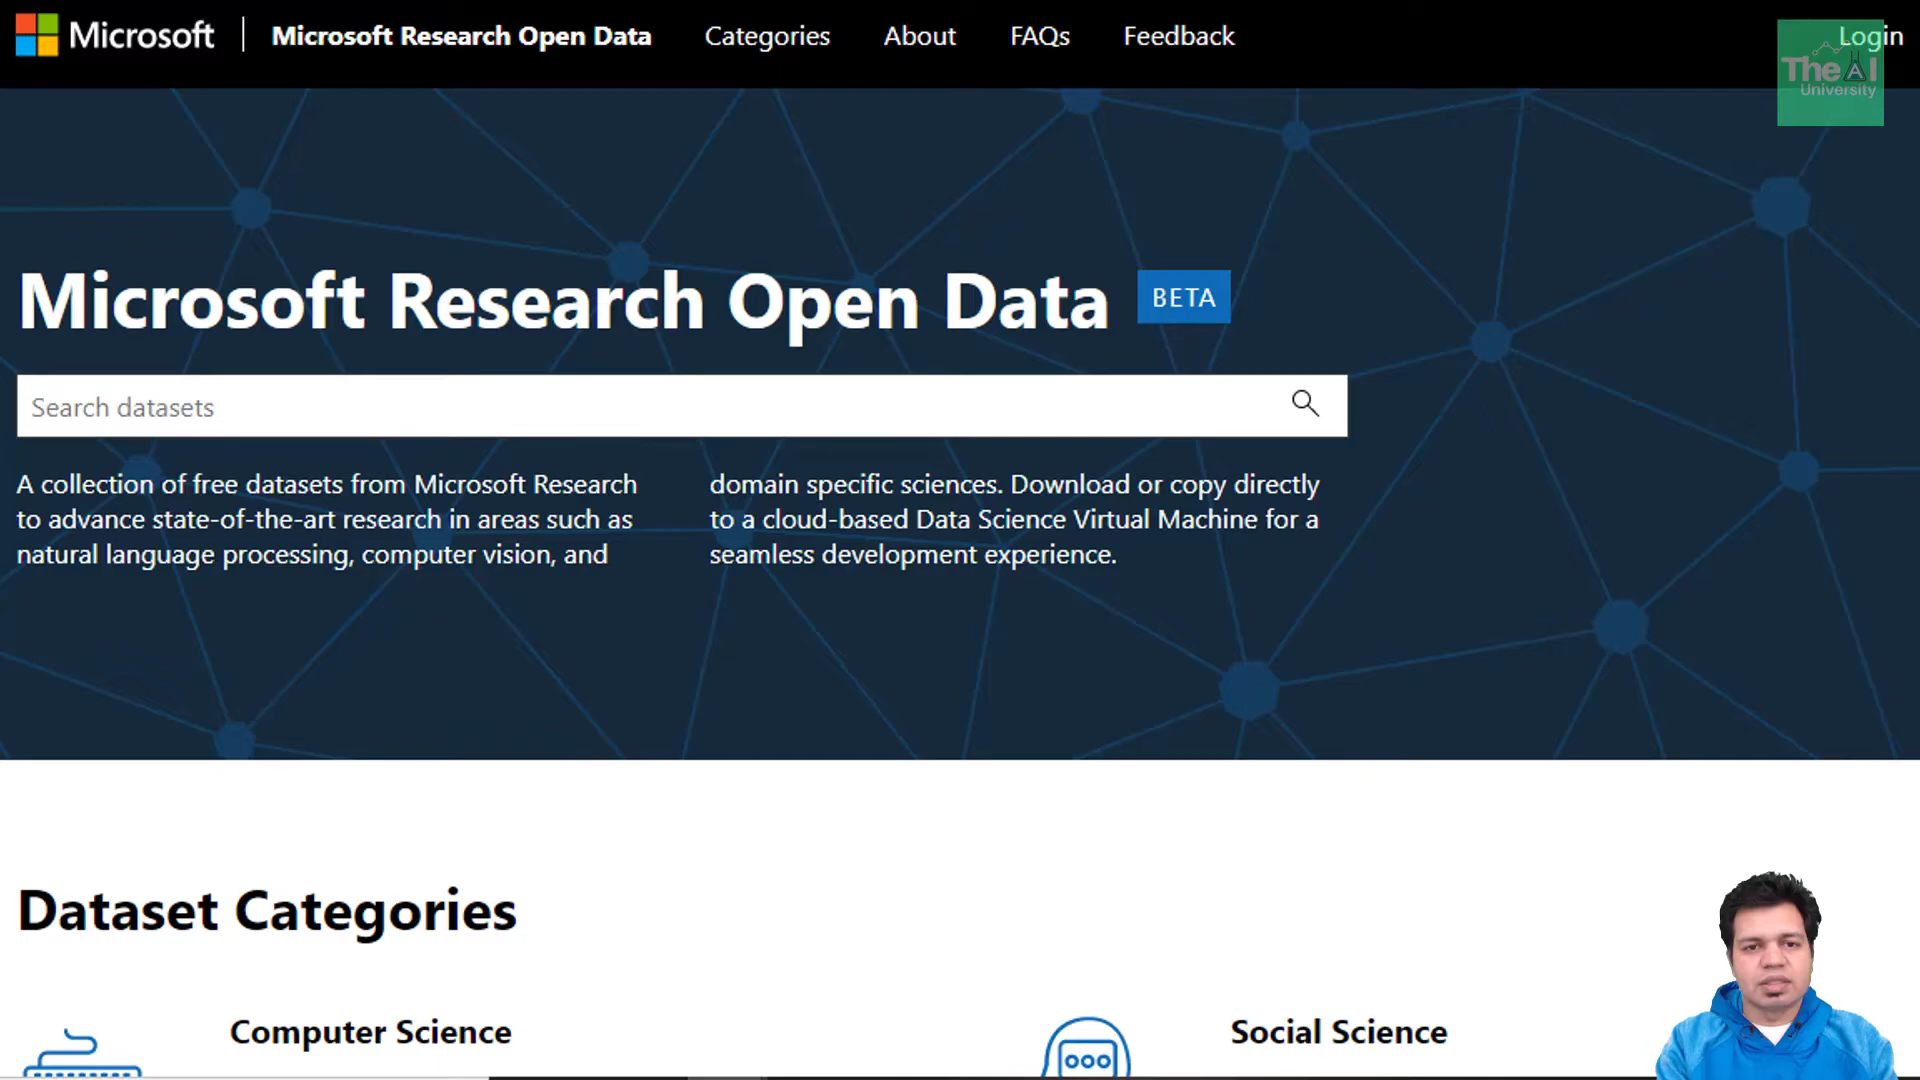 Microsoft
Microsoft Research Open Data
Categories
About
FAQs
Feedback
Login
The AI
University
Microsoft Research Open Data
BETA
Search datasets
A collection of free datasets from Microsoft Research
to advance state-of-the-art research in areas such as
natural language processing, computer vision, and
domain specific sciences. Download or copy directly
to a cloud-based Data Science Virtual Machine for a
seamless development experience.
Dataset Categories
Computer Science
Social Science